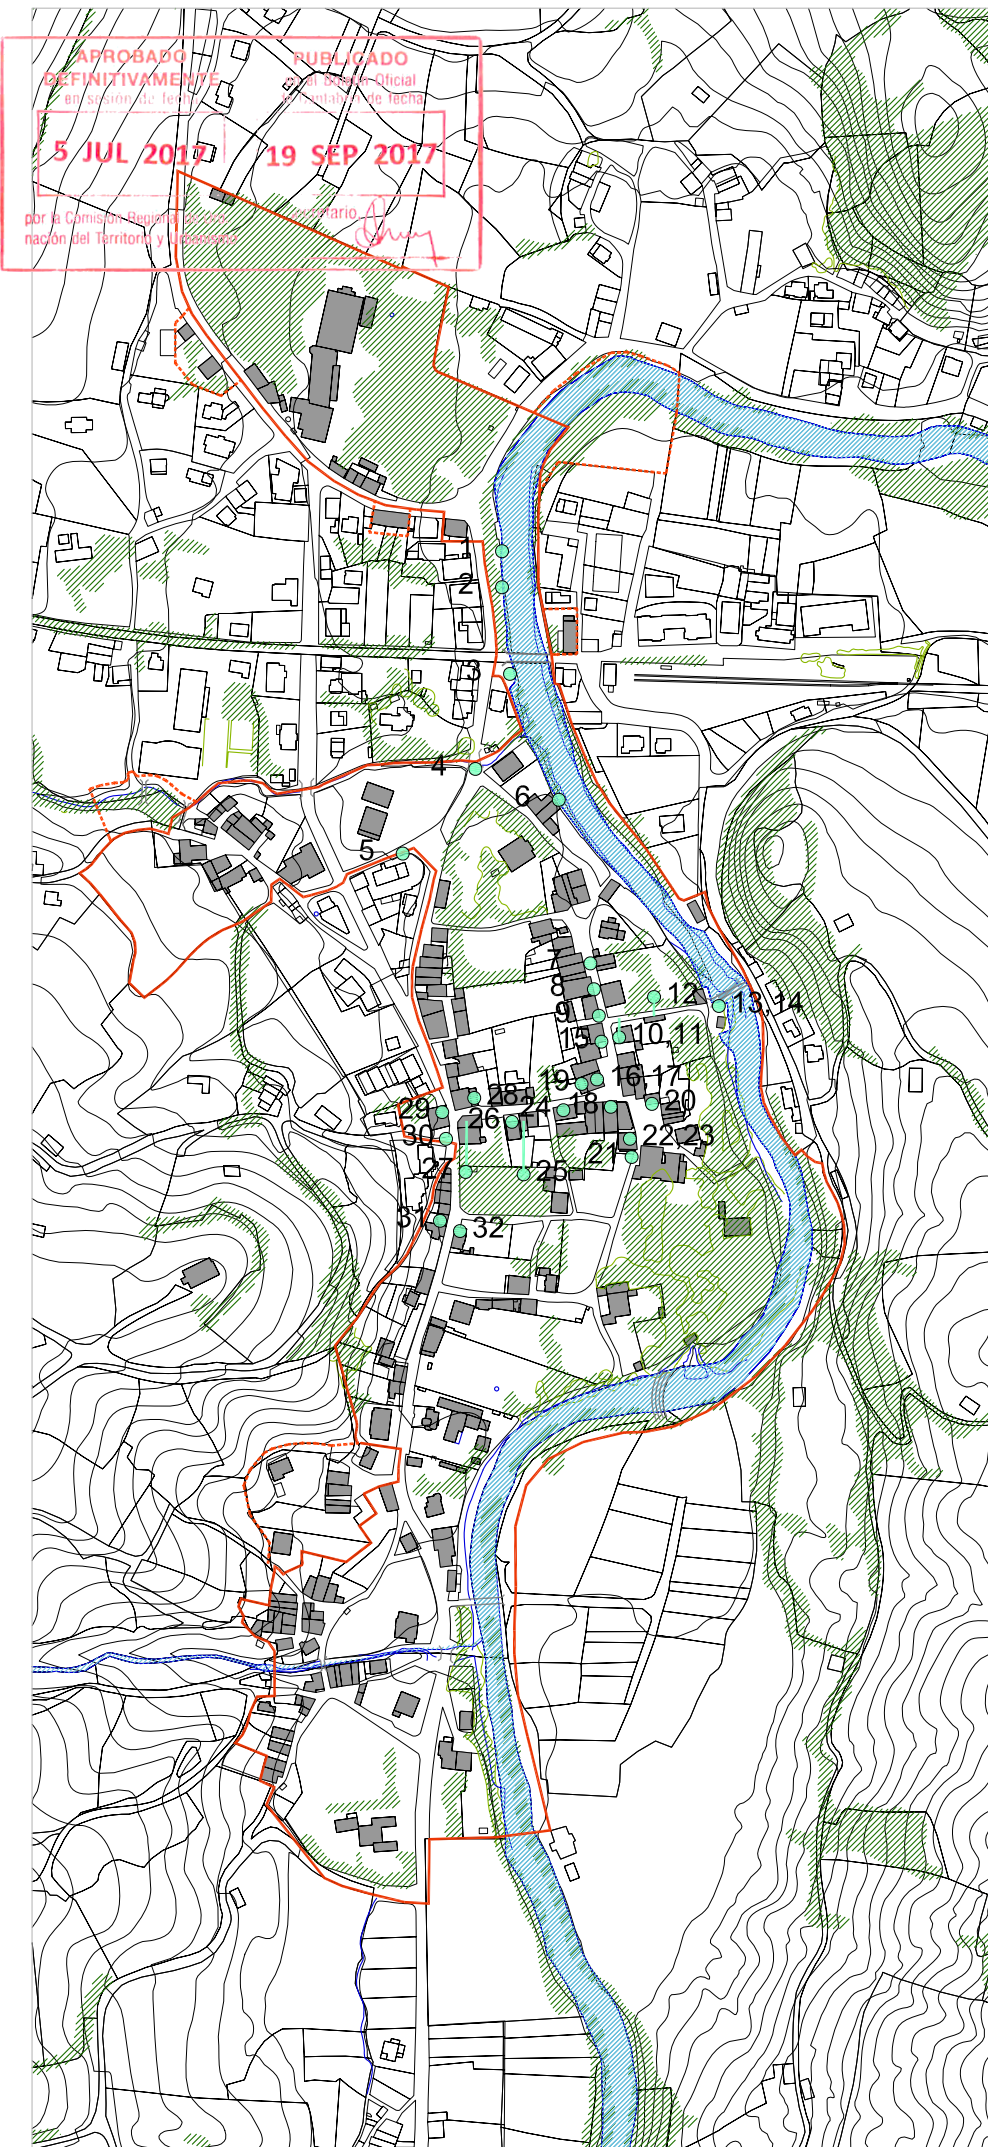 APROBADO
DEFINITIVAMENTE
en sesión de fecha
5 JUL 2017
por la Comisión Regional de
nación del Territorio y Urbanismo
PUBLICADO
en el Boletín Oficial
de Cantabria de fecha
19 SEP 2017
secretario,
1
2
3
4
5
6
7
8
9
12
13,14
15
10,11
19
16,17
28
24
18
20
29
26
30
22,23
21
27
25
31
32